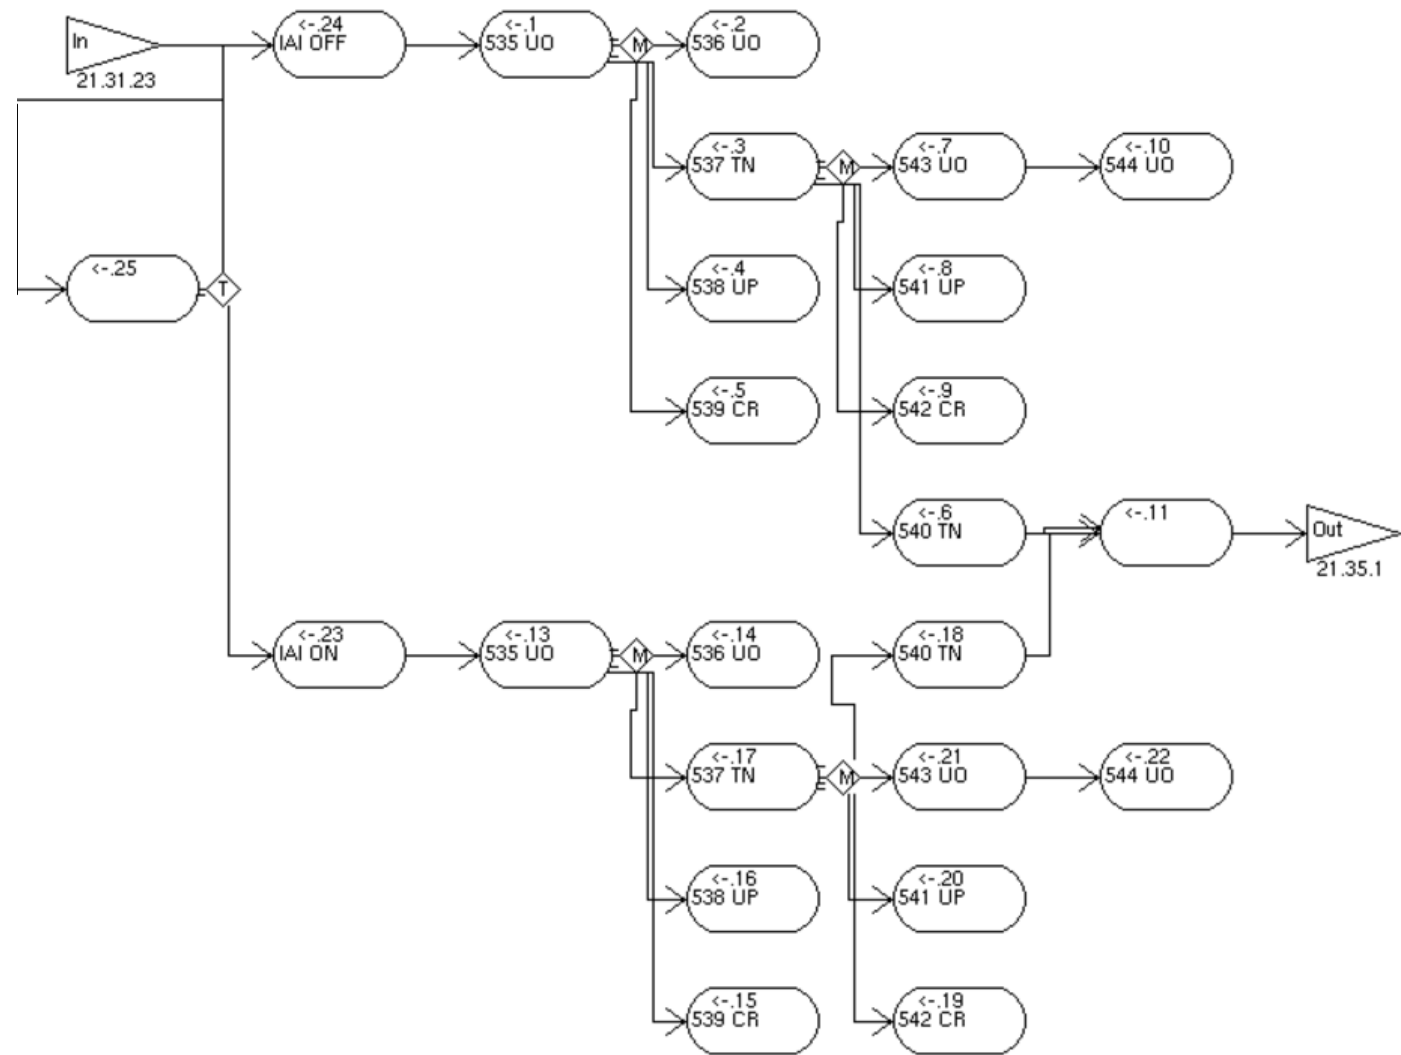 In
21.31.23
<-.24
IAI OFF
<-.1
535 UO
M
<-.2
536 UO
<-.3
537 TN
M
<-.7
543 UO
<-.10
544 UO
<-.25
T
<-.4
538 UP
<-.8
541 UP
<-.5
539 CR
<-.9
542 CR
<-.6
540 TN
<-.11
Out
21.35.1
<-.23
IAI ON
<-.13
535 UO
M
<-.14
536 UO
<-.18
540 TN
<-.17
537 TN
M
<-.21
543 UO
<-.22
544 UO
<-.16
538 UP
<-.20
541 UP
<-.15
539 CR
<-.19
542 CR